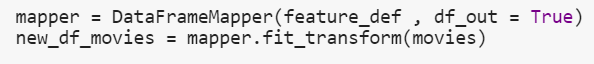 mapper = DataFrameMapper(feature_def , df_out = True)
new_df_movies = mapper.fit_transform(movies)